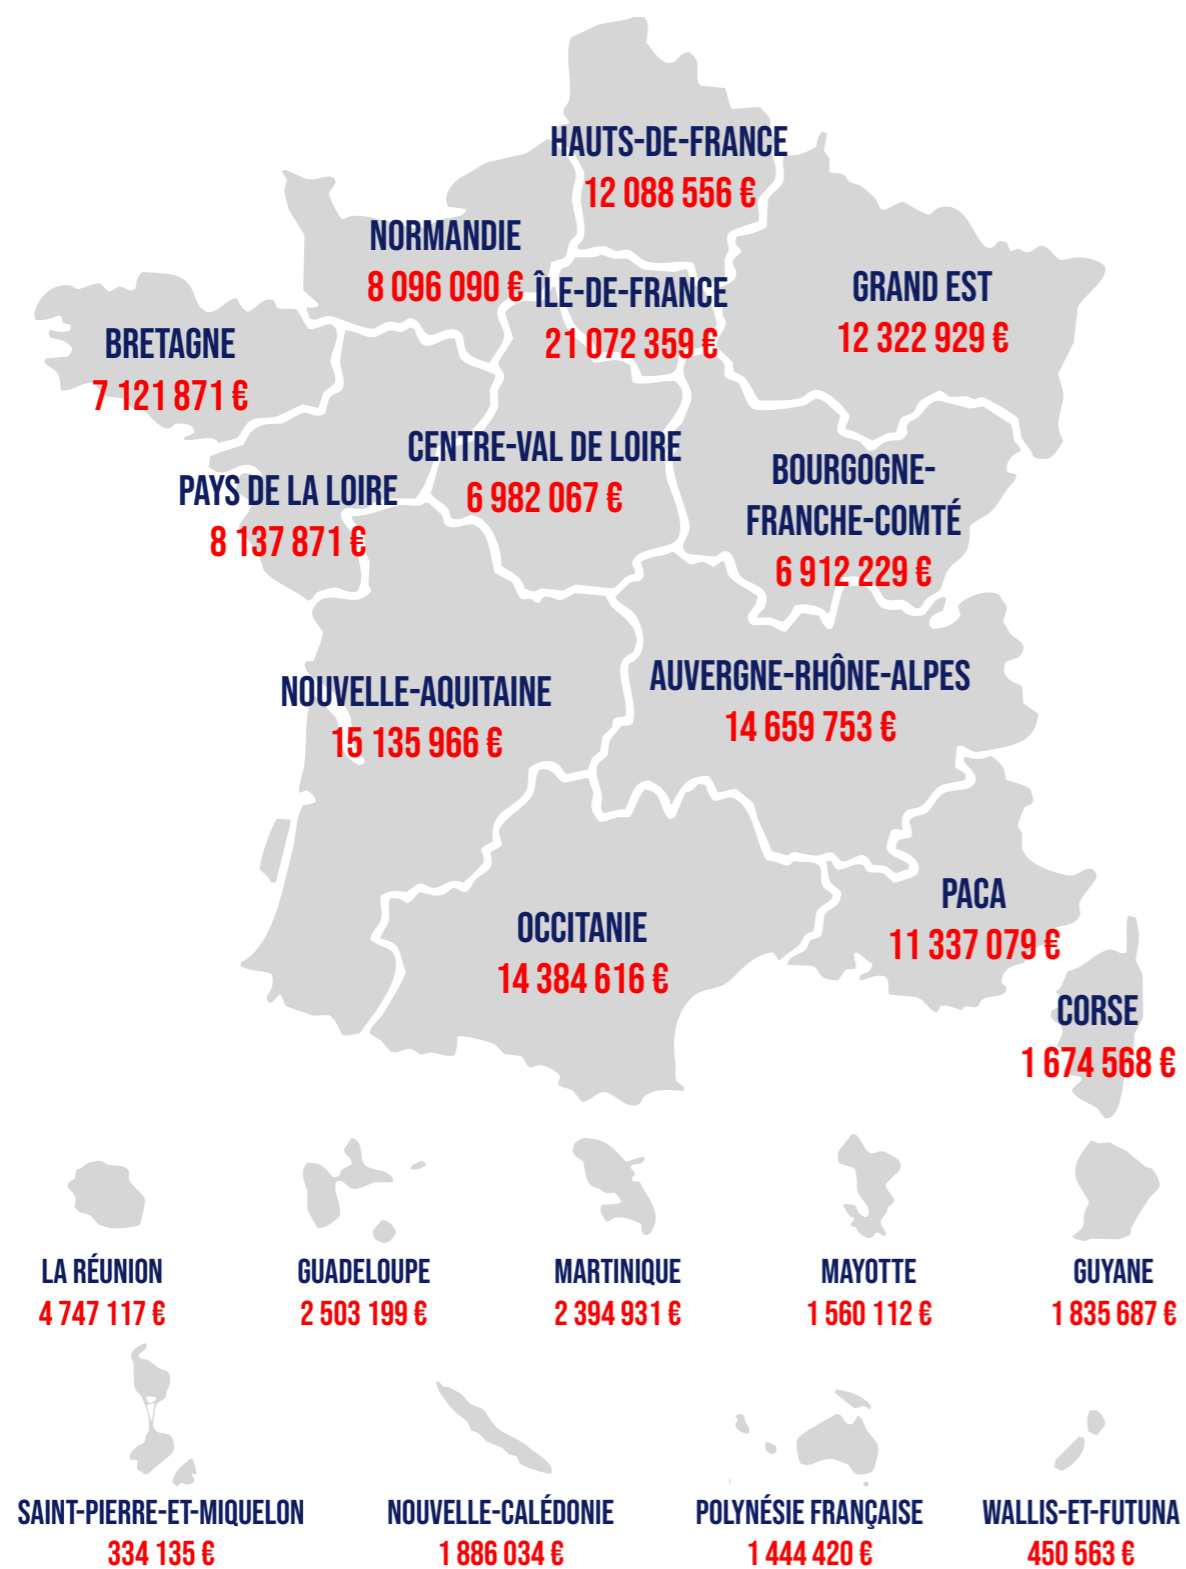 HAUTS-DE-FRANCE
12 088 556 €
NORMANDIE
8 096 090 €
ÎLE-DE-FRANCE
21 072 359 €
GRAND EST
12 322 929 €
BRETAGNE
7 121 871 €
CENTRE-VAL DE LOIRE
6 982 067 €
PAYS DE LA LOIRE
8 137 871 €
BOURGOGNE-
FRANCHE-COMTÉ
6 912 229 €
NOUVELLE-AQUITAINE
15 135 966 €
AUVERGNE-RHÔNE-ALPES
14 659 753 €
OCCITANIE
14 384 616 €
PACA
11 337 079 €
CORSE
1 674 568 €
LA RÉUNION
4 747 117 €
GUADELOUPE
2 503 199 €
MARTINIQUE
2 394 931 €
MAYOTTE
1 560 112 €
GUYANE
1 835 687 €
SAINT-PIERRE-ET-MIQUELON
334 135 €
NOUVELLE-CALÉDONIE
1 886 034 €
POLYNÉSIE FRANÇAISE
1 444 420 €
WALLIS-ET-FUTUNA
450 563 €